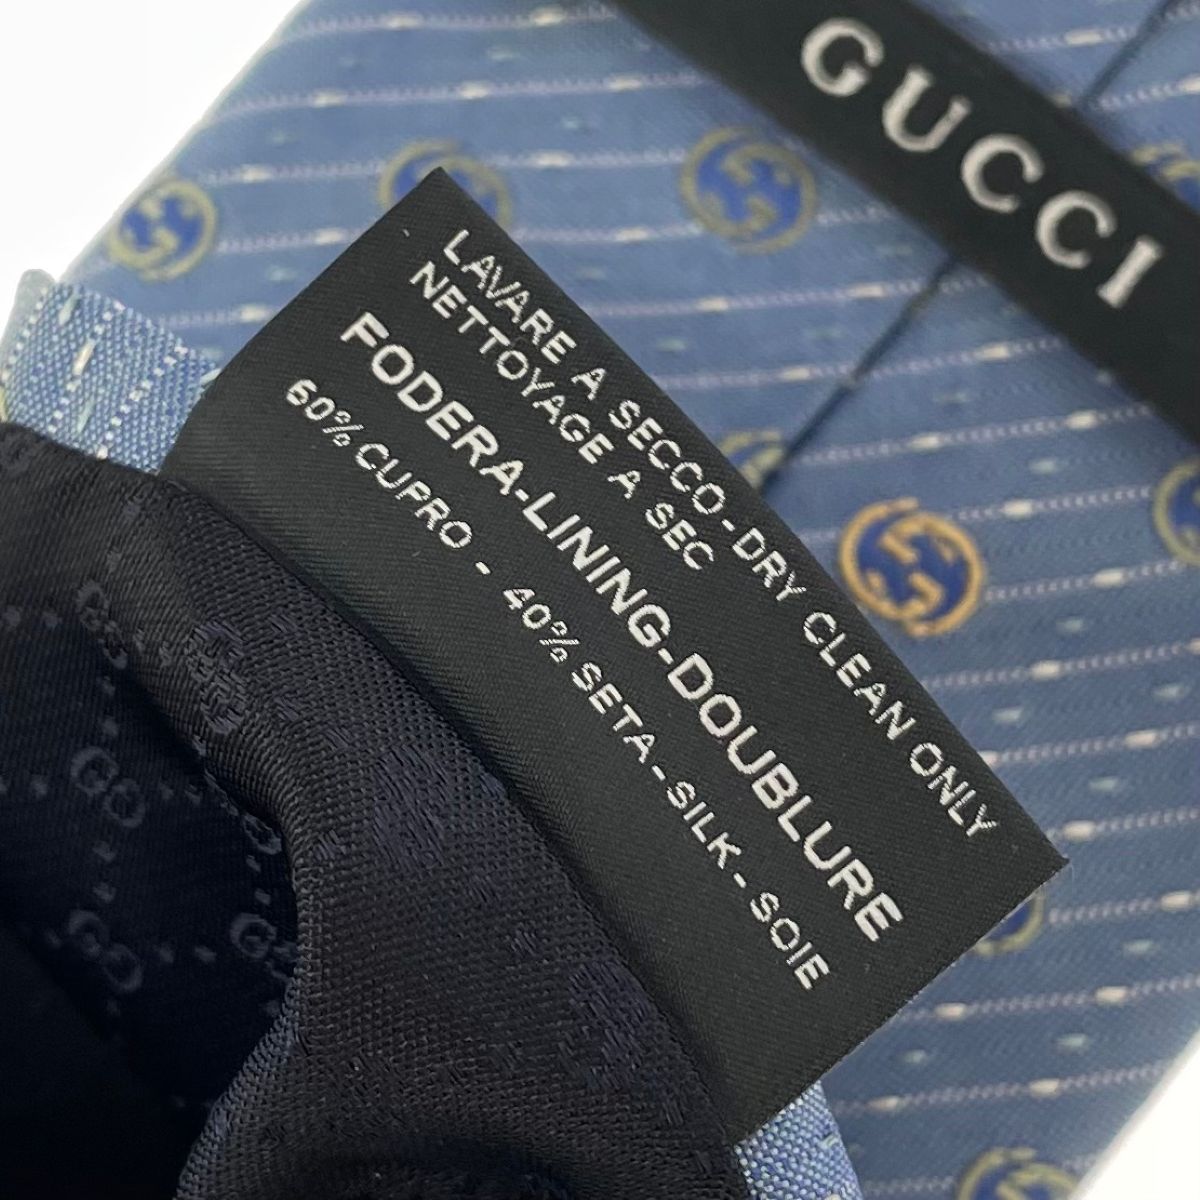 GUCCI
LAVARE A SECCO-DRY CLEAN ONLY
NETTOYAGE A SEC
FODERA-LINING-DOUBLURE
60% CUPRO - 40% SETA-SILK-SOIE